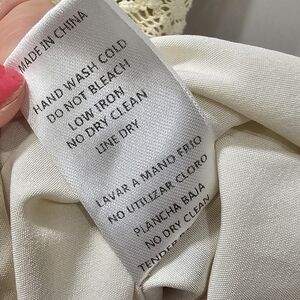 MADE IN CHINA
HAND WASH COLD
DO NOT BLEACH
LOW IRON
NO DRY CLEAN
LINE DRY
LAVAR A MANO FRIO
NO UTILIZAR CLORO
PLANCHA BAJA
NO DRY CLEAN
TENDER